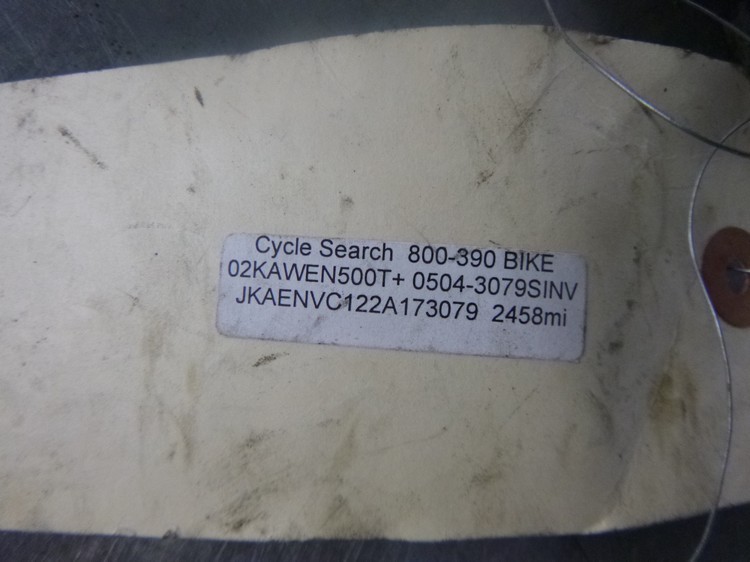 Cycle Search 800-390 BIKE
02KAWEN500T+ 0504-3079SINV
JKAENVC122A173079 2458mi